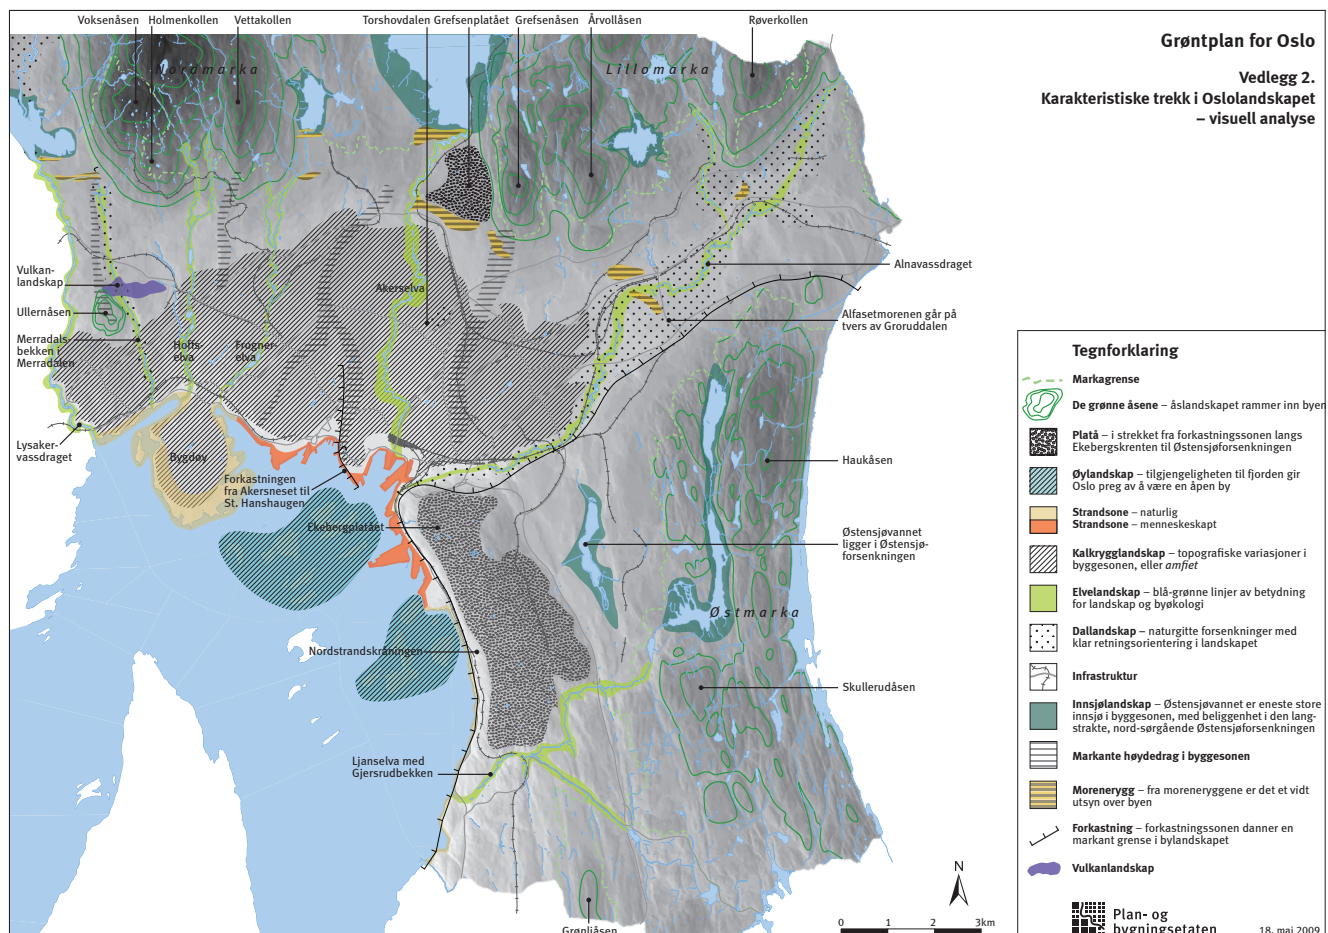 Voksenåsen Holmenkollen Vettakollen Torshovdalen Grefsenplatået Grefsenåsen Årvollåsen Røverkollen
Grøntplan for Oslo
Vedlegg 2.
Karakteristiske trekk i Oslolandskapet
– visuell analyse
Nordmarka
Lillomarka
Vulkan-
landskap
Ullernåsen
Merradals-
bekken i
Merradalen
Hoffs-
elva
Frogner-
elva
Akerselva
Alnavassdraget
Alfasetmorenen går på
tvers av Groruddalen
Lysaker-
vassdraget
Bygdøy
Forkastningen
fra Akersneset til
St. Hanshaugen
Ekebergplatået
Haukåsen
Østensjøvannet
ligger i Østensjø-
forsenkningen
Østmarka
Nordstrandskråningen
Skullerudåsen
Ljanselva med
Gjersrudbekken
Grønliåsen
N
0 1 2 3km
Tegnforklaring
Markagrense
De grønne åsene – åslandskapet rammer inn byen
Platå – i strekket fra forkastningssonen langs
Ekebergskrenten til Østensjøforsenkningen
Øylandskap – tilgjengeligheten til fjorden gir
Oslo preg av å være en åpen by
Strandsone – naturlig
Strandsone – menneskeskapt
Kalkrygglandskap – topografiske variasjoner i
byggesonen, eller amfiet
Elvelandskap – blå-grønne linjer av betydning
for landskap og byøkologi
Dallandskap – naturgitte forsenkninger med
klar retningsorientering i landskapet
Infrastruktur
Innsjølandskap – Østensjøvannet er eneste store
innsjø i byggesonen, med beliggenhet i den lang-
strakte, nord-sørgående Østensjøforsenkningen
Markante høydedrag i byggesonen
Morenerygg – fra moreneryggene er det et vidt
utsyn over byen
Forkastning – forkastningssonen danner en
markant grense i bylandskapet
Vulkanlandskap
Plan- og
bygningsetaten
18. mai 2009